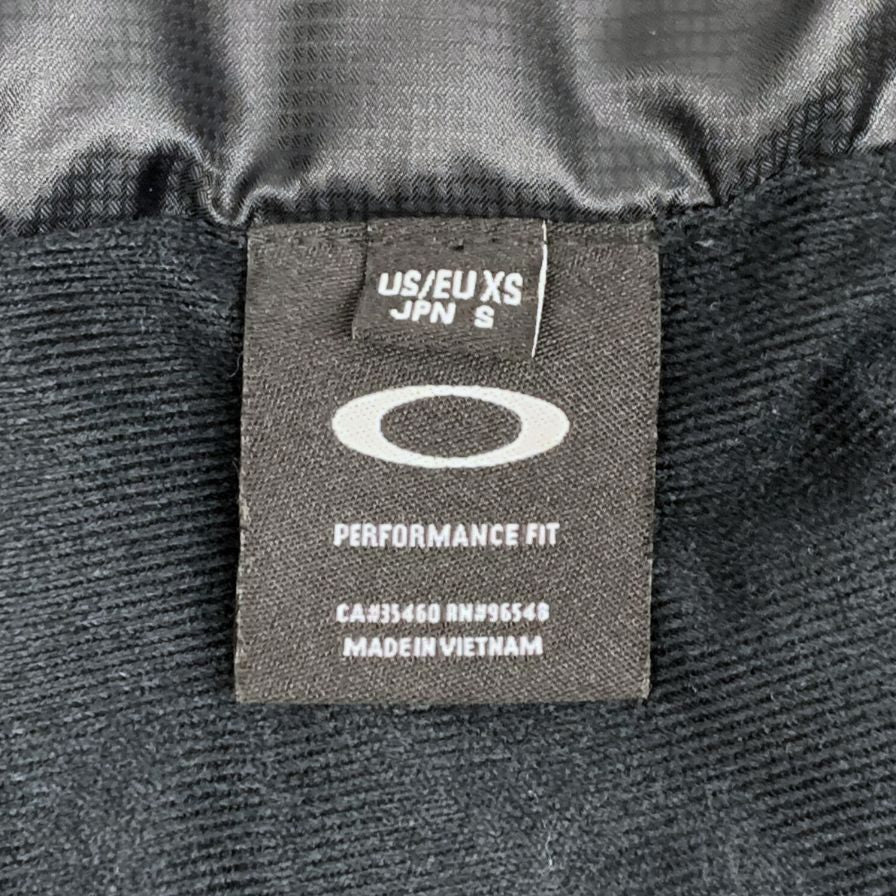 US/EU XS
JPN S
PERFORMANCE FIT
CA#35460 RN#96548
MADE IN VIETNAM